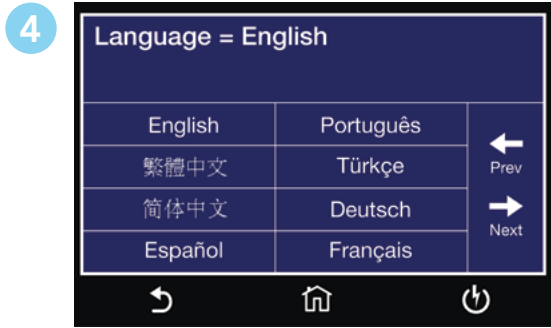 4
Language = English
English
Português
繁體中文
Türkçe
Prev
简体中文
Deutsch
Next
Español
Français